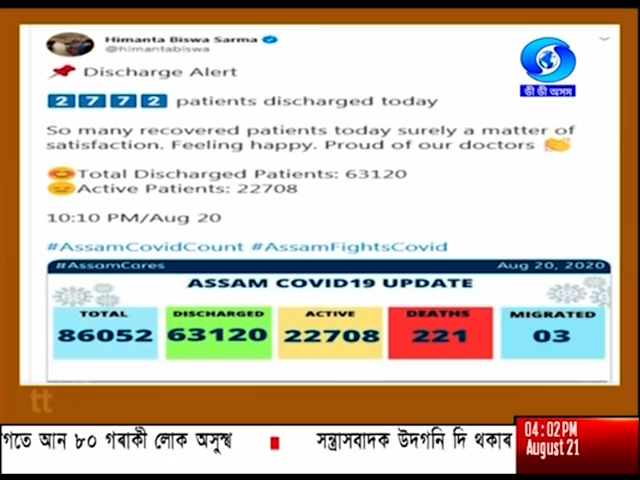 Himanta Biswa Sarma
@himantabiswa
📌 Discharge Alert
2772 patients discharged today
So many recovered patients today surely a matter of
satisfaction. Feeling happy. Proud of our doctors 👏
😊Total Discharged Patients: 63120
😑Active Patients: 22708
10:10 PM/Aug 20
#AssamCovidCount #AssamFightsCovid
#AssamCares Aug 20, 2020
ASSAM COVID19 UPDATE
TOTAL DISCHARGED ACTIVE DEATHS MIGRATED
86052 63120 22708 221 03
ডী ডী অসম
tt
গতে আন ৮০ গৰাকী লোক অসুস্থ ■ সন্ত্ৰাসবাদক উদগনি দি থকাৰ
04:02PM
August 21